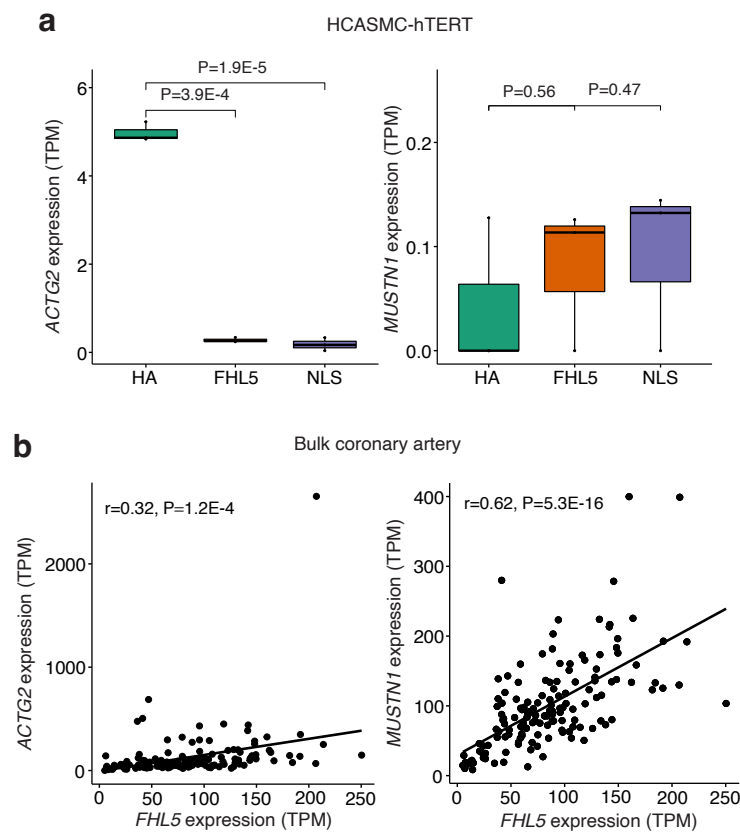 a
HCASMC-hTERT
ACTG2 expression (TPM)
6
4
2
0
P=1.9E-5
P=3.9E-4
HA
FHL5
NLS
MUSTN1 expression (TPM)
0.2
0.1
0.0
P=0.56
P=0.47
HA
FHL5
NLS
b
Bulk coronary artery
ACTG2 expression (TPM)
2000
1000
0
r=0.32, P=1.2E-4
0
50
100
150
200
250
FHL5 expression (TPM)
MUSTN1 expression (TPM)
400
300
200
100
0
r=0.62, P=5.3E-16
0
50
100
150
200
250
FHL5 expression (TPM)